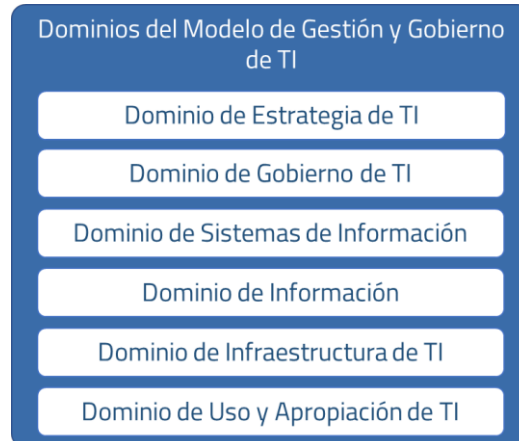 Dominios del Modelo de Gestión y Gobierno
de TI
Dominio de Estrategia de TI
Dominio de Gobierno de TI
Dominio de Sistemas de Información
Dominio de Información
Dominio de Infraestructura de TI
Dominio de Uso y Apropiación de TI